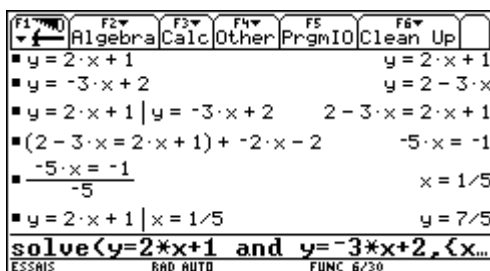 F1 F2 F3 F4 F5 F6
Algebra Calc Other PrgmIO Clean Up
y = 2·x + 1 y = 2·x + 1
y = -3·x + 2 y = 2 - 3·x
y = 2·x + 1 | y = -3·x + 2 2 - 3·x = 2·x + 1
(2 - 3·x = 2·x + 1) + -2·x - 2 -5·x = -1
-5·x = -1
-5 x = 1/5
y = 2·x + 1 | x = 1/5 y = 7/5
solve(y=2*x+1 and y=-3*x+2,{x…
ESSAIS RAD AUTO FUNC 6/30